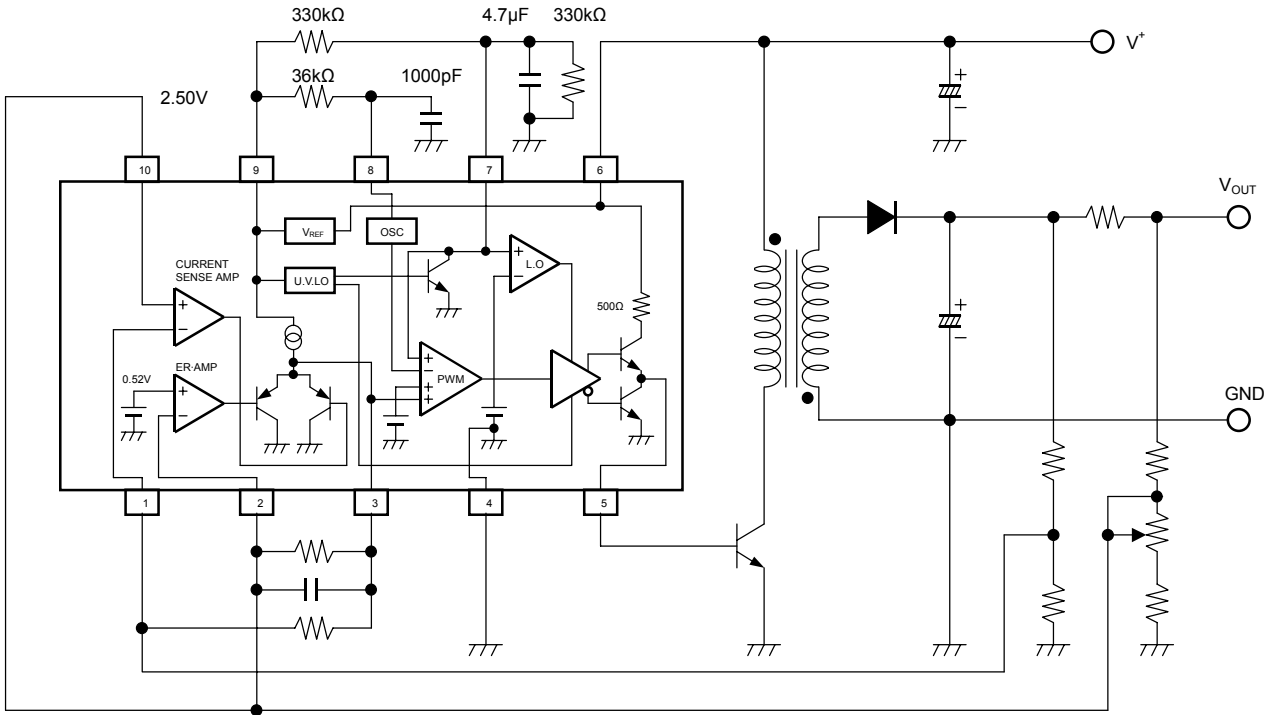 330kΩ 4.7µF 330kΩ
V+
36kΩ 1000pF
2.50V
10 9 8 7 6
VOUT
VREF OSC
+
L.O
−
CURRENT
SENSE AMP
U.V.LO
500Ω
+
−
ER·AMP
0.52V
+
−
+
−
+
+
PWM
+
−
+
−
GND
1 2 3 4 5